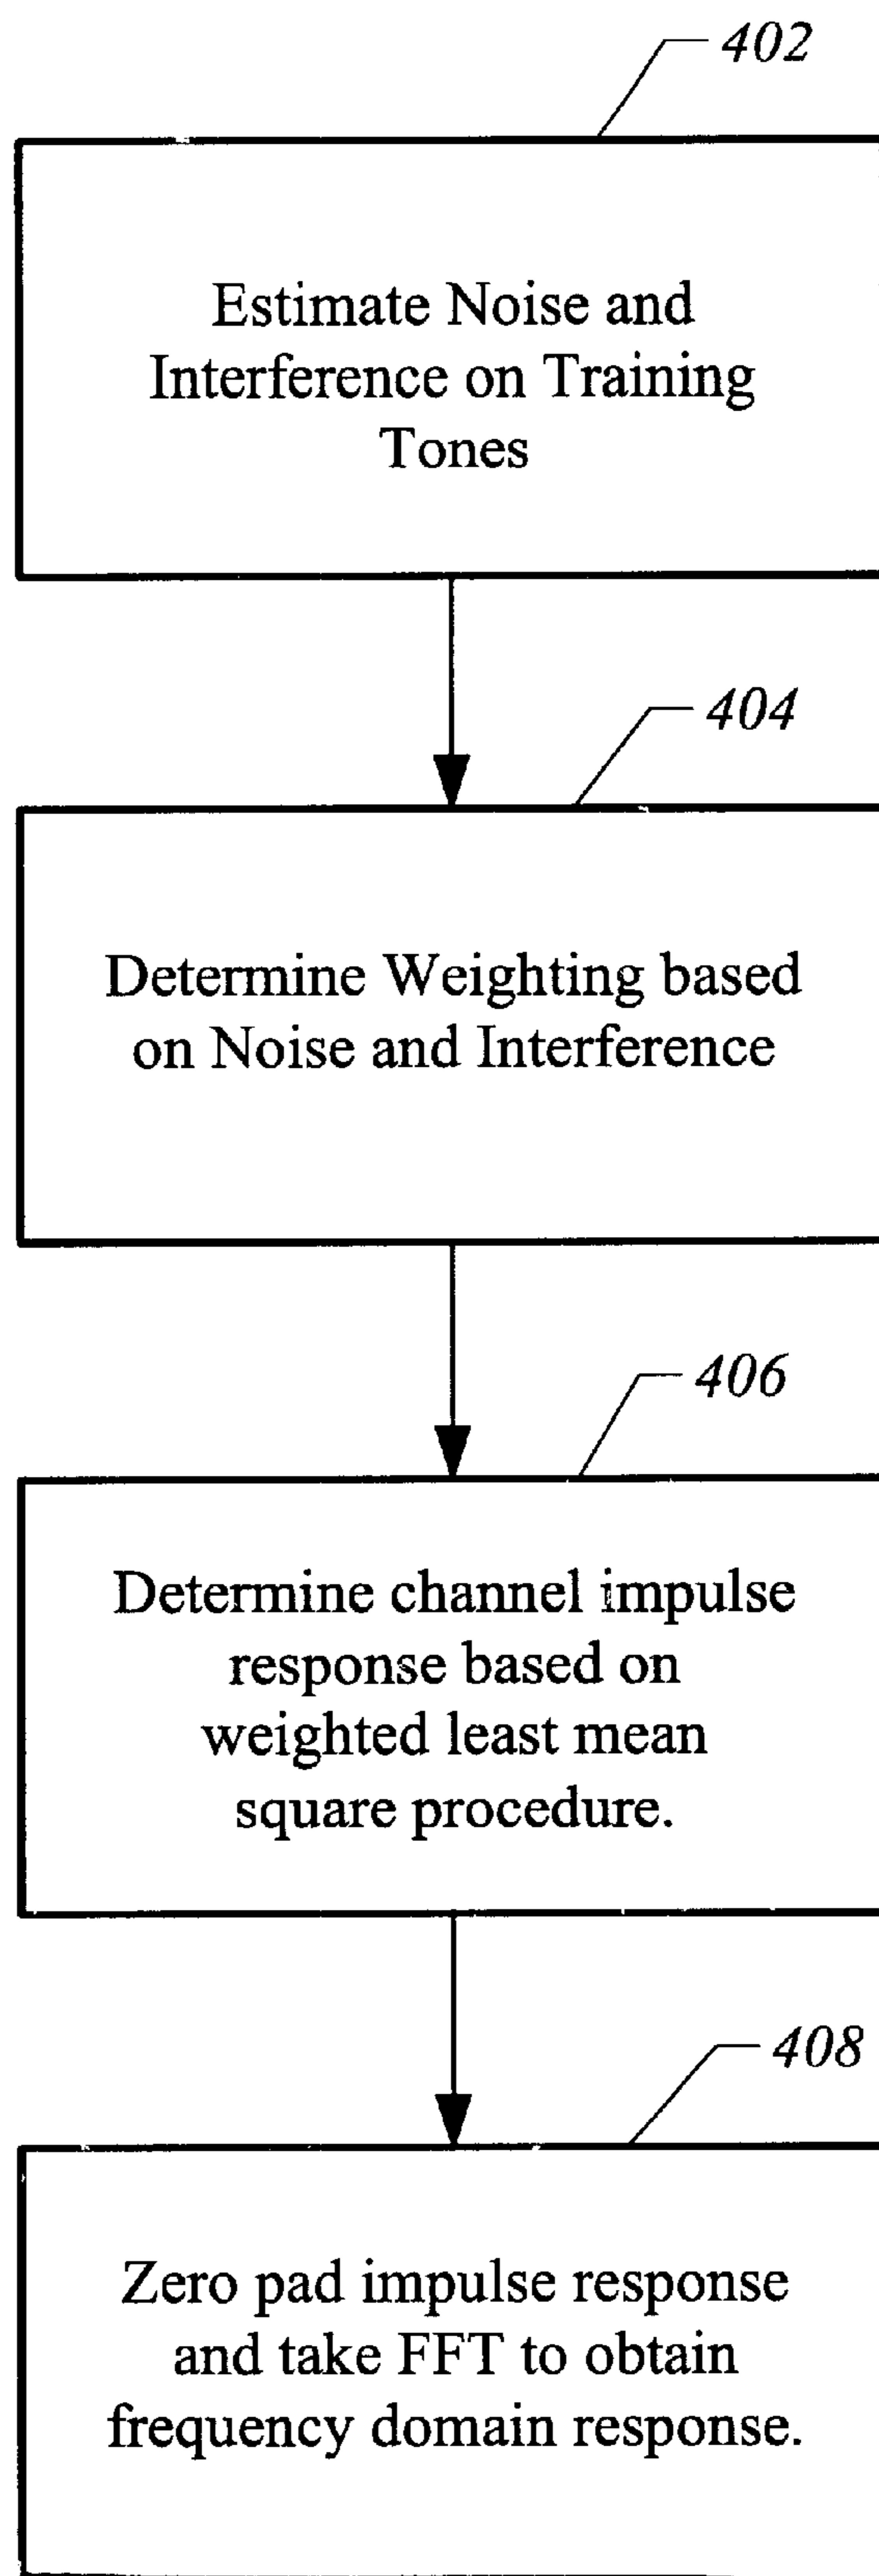 402
Estimate Noise and
Interference on Training
Tones
404
Determine Weighting based
on Noise and Interference
406
Determine channel impulse
response based on
weighted least mean
square procedure.
408
Zero pad impulse response
and take FFT to obtain
frequency domain response.